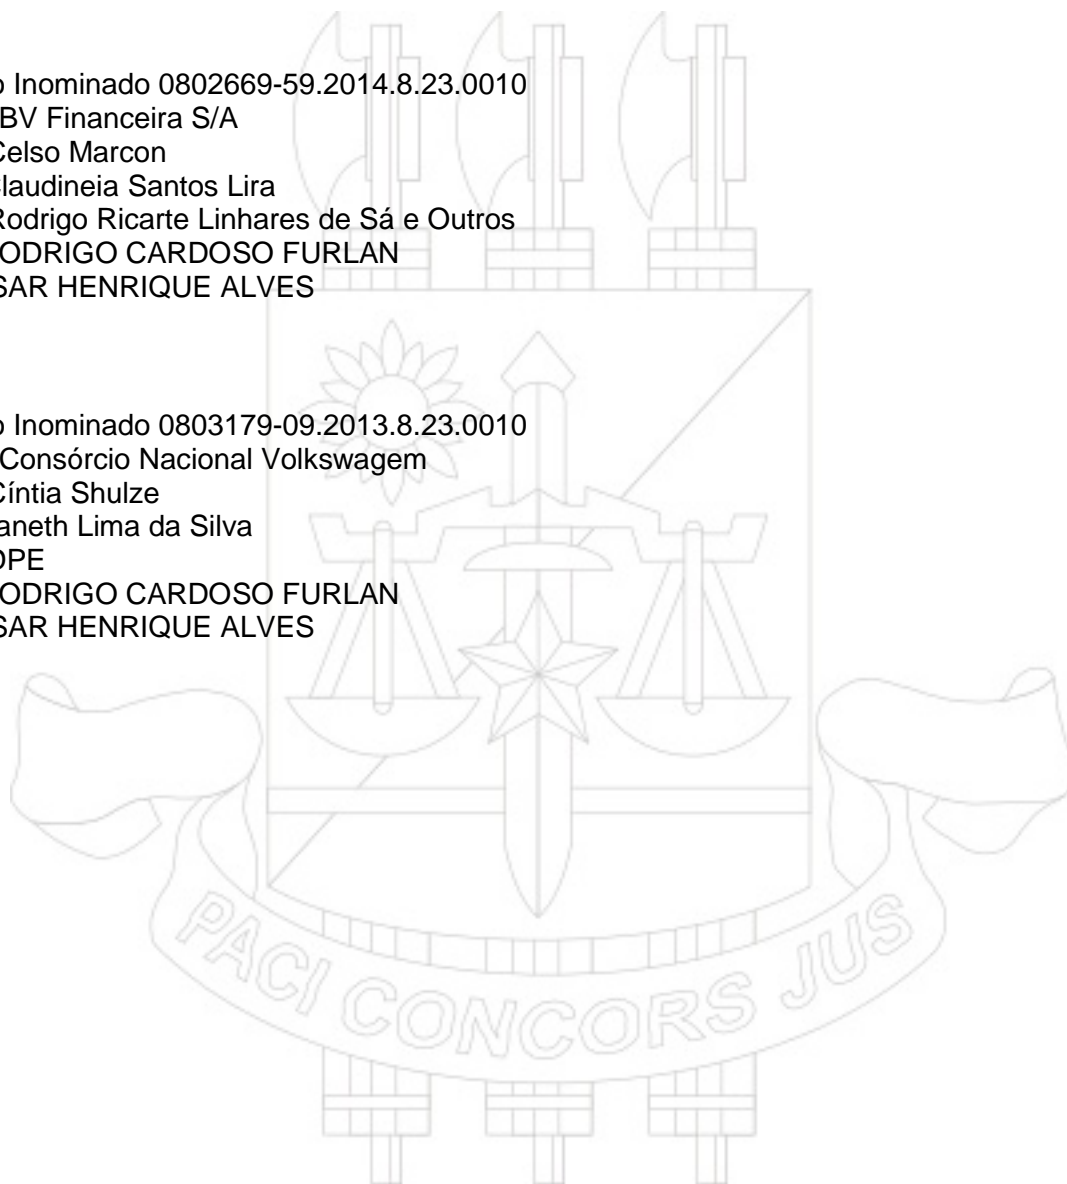 o Inominado 0802669-59.2014.8.23.0010
BV Financeira S/A
Celso Marcon
laudineia Santos Lira
Rodrigo Ricarte Linhares de Sá e Outros
ODRIGO CARDOSO FURLAN
SAR HENRIQUE ALVES
o Inominado 0803179-09.2013.8.23.0010
Consórcio Nacional Volkswagem
Cíntia Shulze
aneth Lima da Silva
DPE
ODRIGO CARDOSO FURLAN
SAR HENRIQUE ALVES
PACI CONCORS JUS